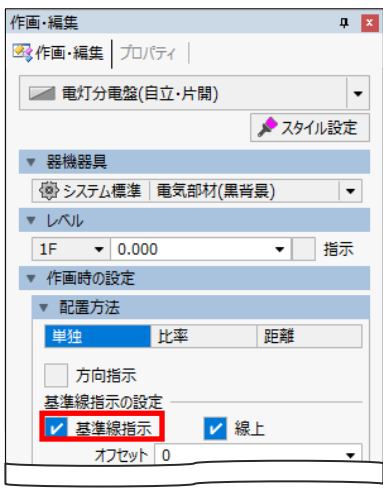 作画・編集
作画・編集 プロパティ
電灯分電盤(自立・片開)
スタイル設定
器機器具
システム標準 電気部材(黒背景)
レベル
1F 0.000 指示
作画時の設定
配置方法
単独 比率 距離
方向指示
基準線指示の設定
基準線指示 線上
オフセット 0